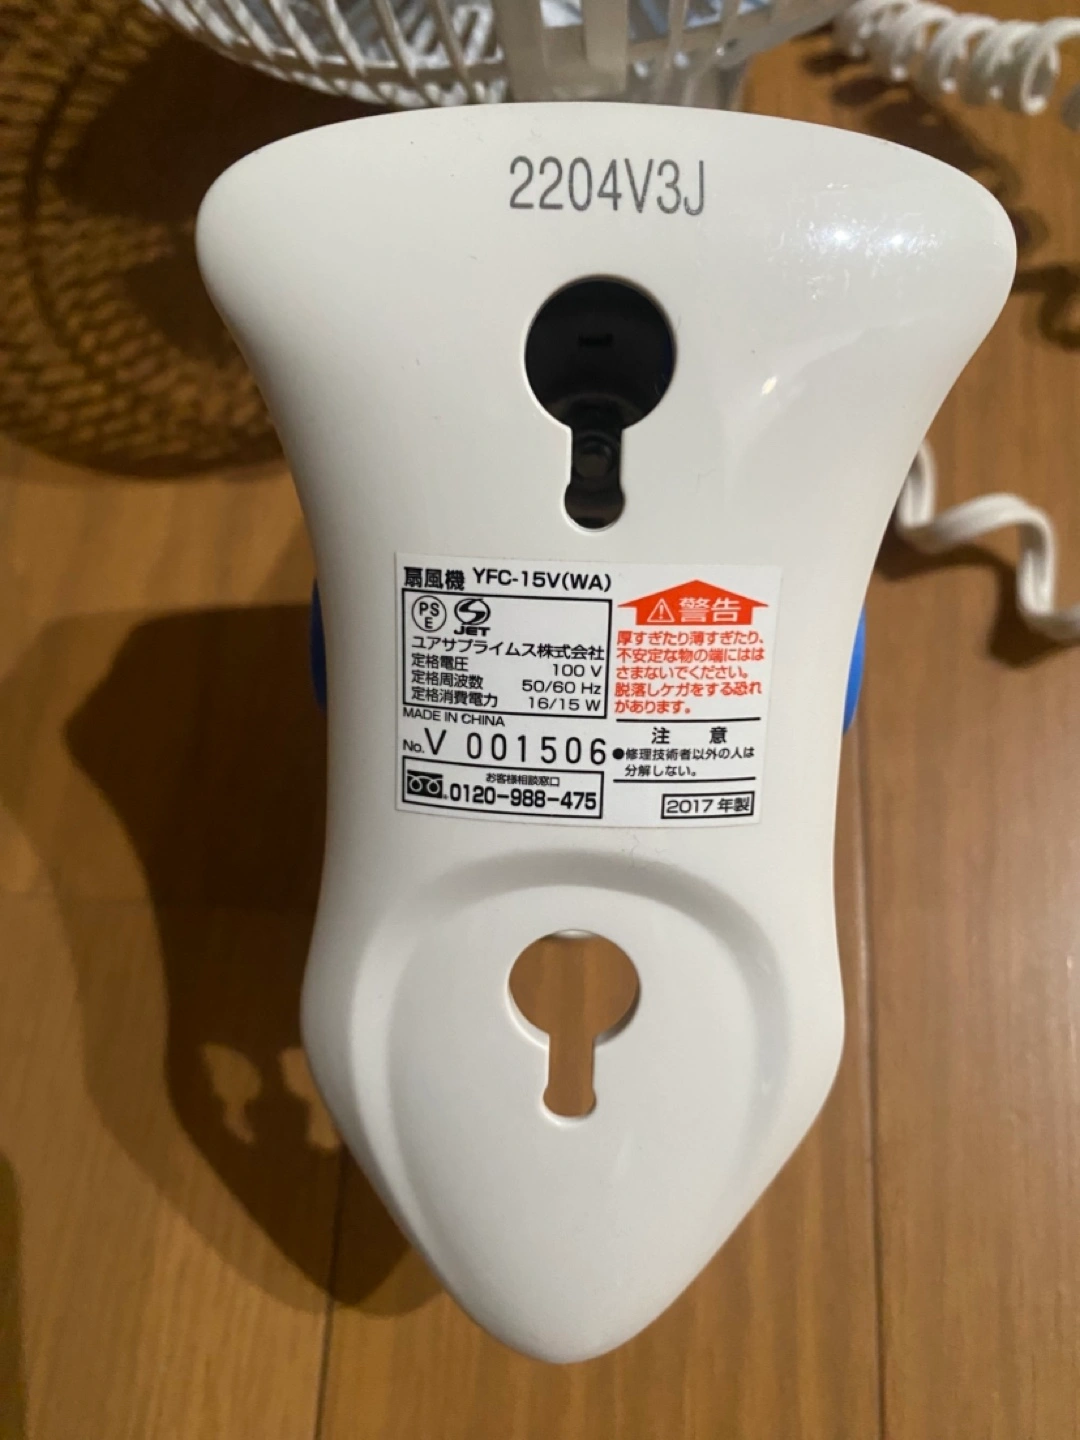 2204V3J
扇風機 YFC-15V(WA)
PS
E
JET
ユアサプライムス株式会社
定格電圧 100 V
定格周波数 50/60 Hz
定格消費電力 16/15 W
MADE IN CHINA
No. V 001506
お客様相談窓口
0120-988-475
警告
厚すぎたり薄すぎたり、
不安定な物の端にはは
さまないでください。
脱落しケガをする恐れ
があります。
注 意
●修理技術者以外の人は
分解しない。
2017 年製